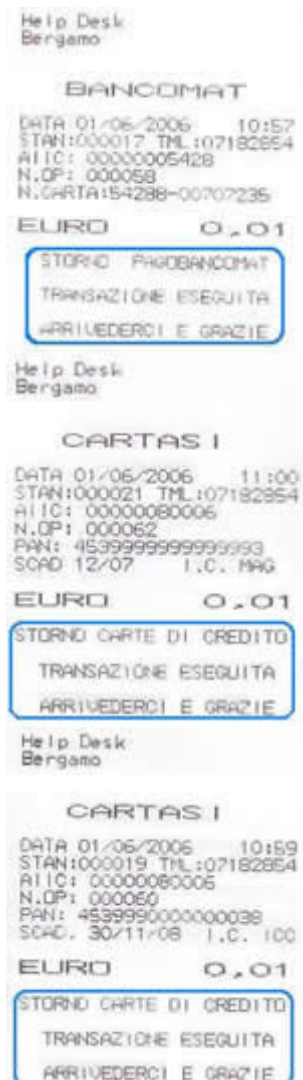 Help Desk
Bergamo
BANCOMAT
DATA 01/06/2006 10:57
STAN:000017 TML:07182854
AIIC: 00000005428
N.OP: 000058
N.CARTA:54288-00707235
EURO 0,01
STORNO PAGOBANCOMAT
TRANSAZIONE ESEGUITA
ARRIVEDERCI E GRAZIE
Help Desk
Bergamo
CARTASI
DATA 01/06/2006 11:00
STAN:000021 TML:07182854
AIIC: 00000080006
N.OP: 000062
PAN: 4539999999999993
SCAD 12/07 I.C. MAG
EURO 0,01
STORNO CARTE DI CREDITO
TRANSAZIONE ESEGUITA
ARRIVEDERCI E GRAZIE
Help Desk
Bergamo
CARTASI
DATA 01/06/2006 10:59
STAN:000019 TML:07182854
AIIC: 00000080006
N.OP: 000060
PAN: 4539990000000038
SCAD. 30/11/08 I.C. ICC
EURO 0,01
STORNO CARTE DI CREDITO
TRANSAZIONE ESEGUITA
ARRIVEDERCI E GRAZIE